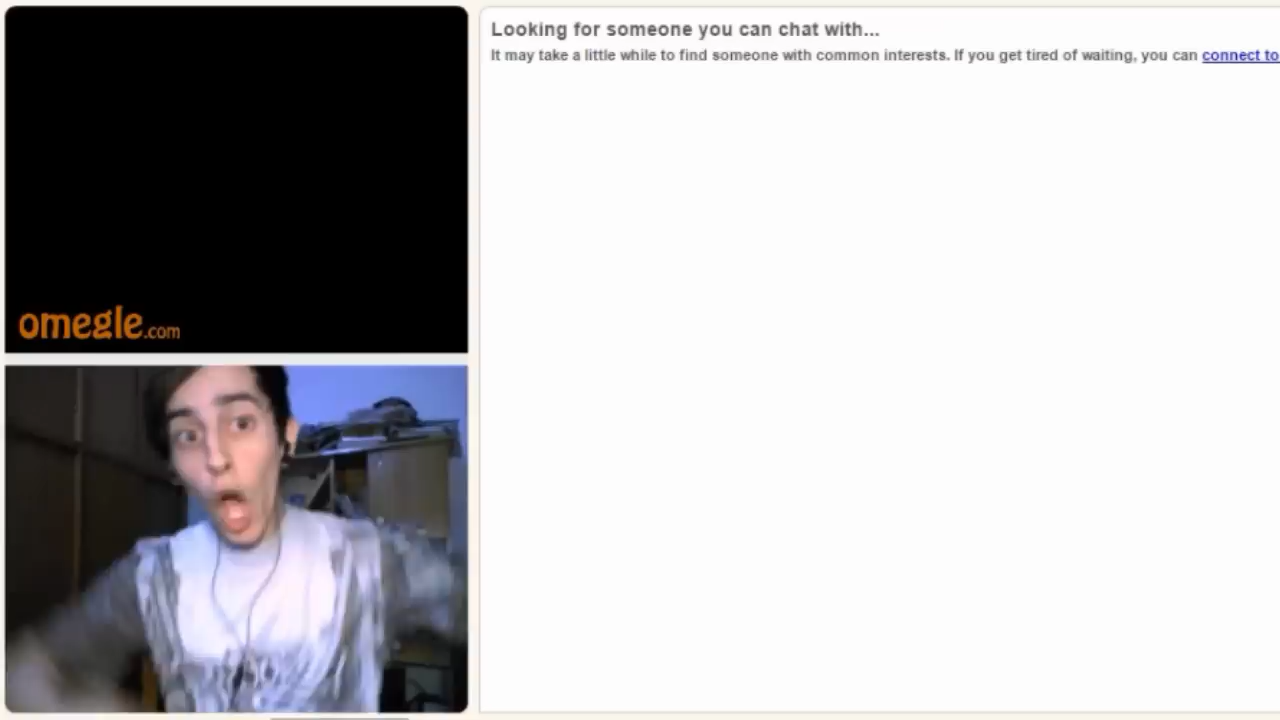 Looking for someone you can chat with...
It may take a little while to find someone with common interests. If you get tired of waiting, you can connect to
omegle.com